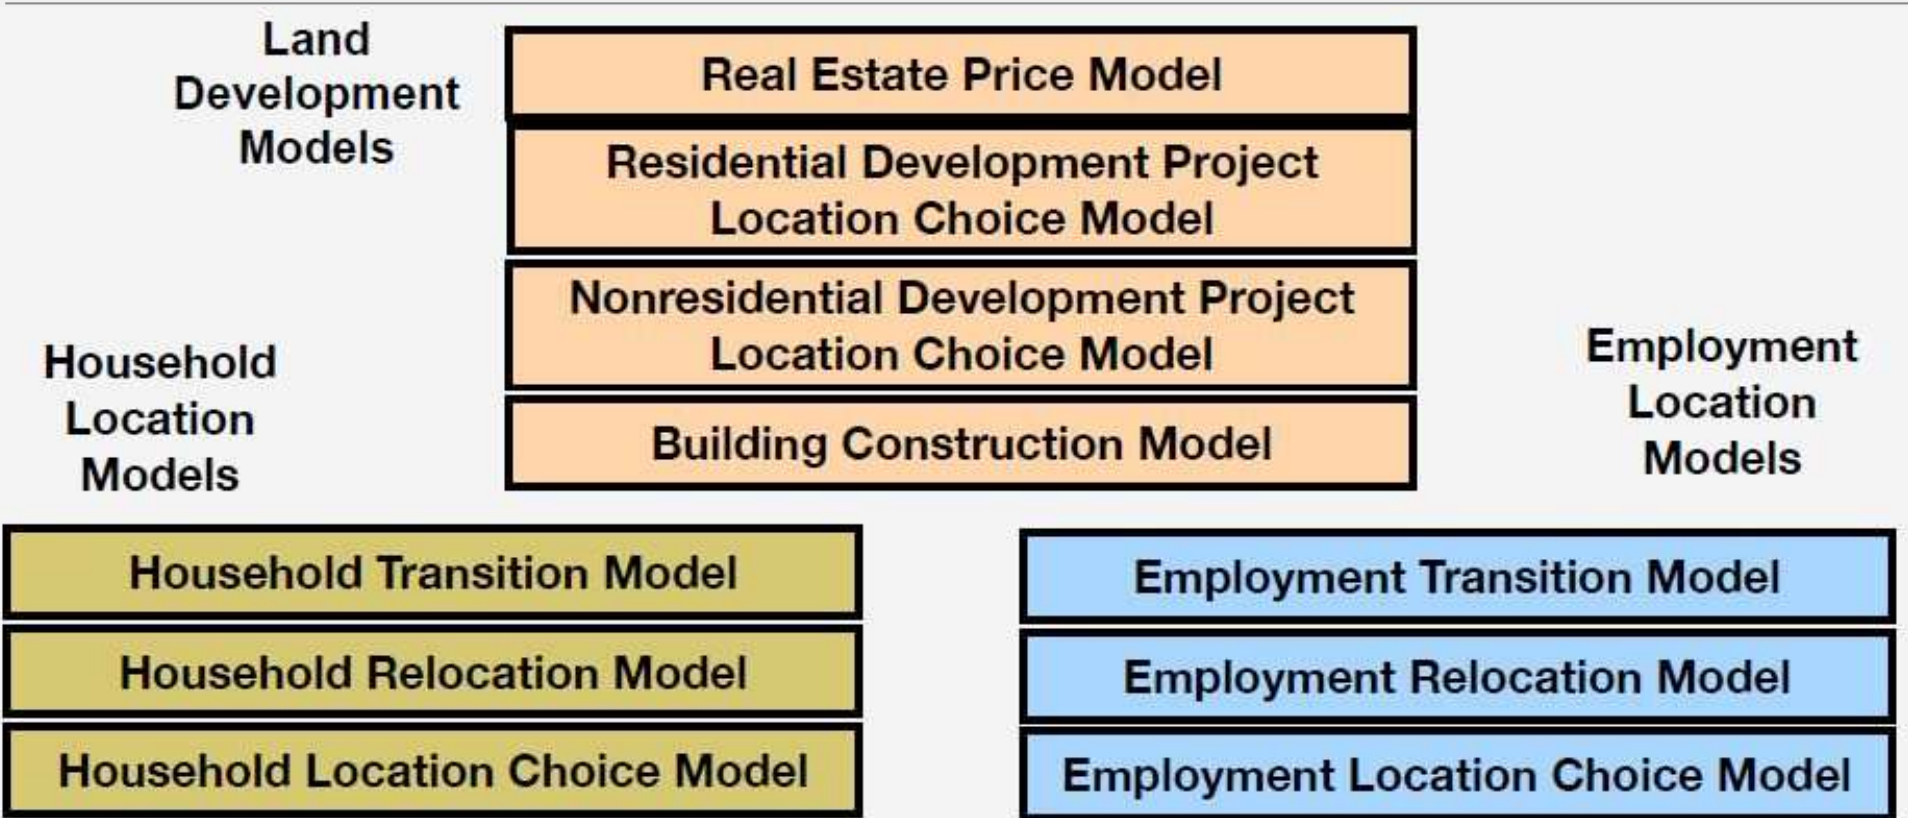 Land
Development
Models
Real Estate Price Model
Residential Development Project
Location Choice Model
Nonresidential Development Project
Location Choice Model
Building Construction Model
Household
Location
Models
Household Transition Model
Household Relocation Model
Household Location Choice Model
Employment
Location
Models
Employment Transition Model
Employment Relocation Model
Employment Location Choice Model